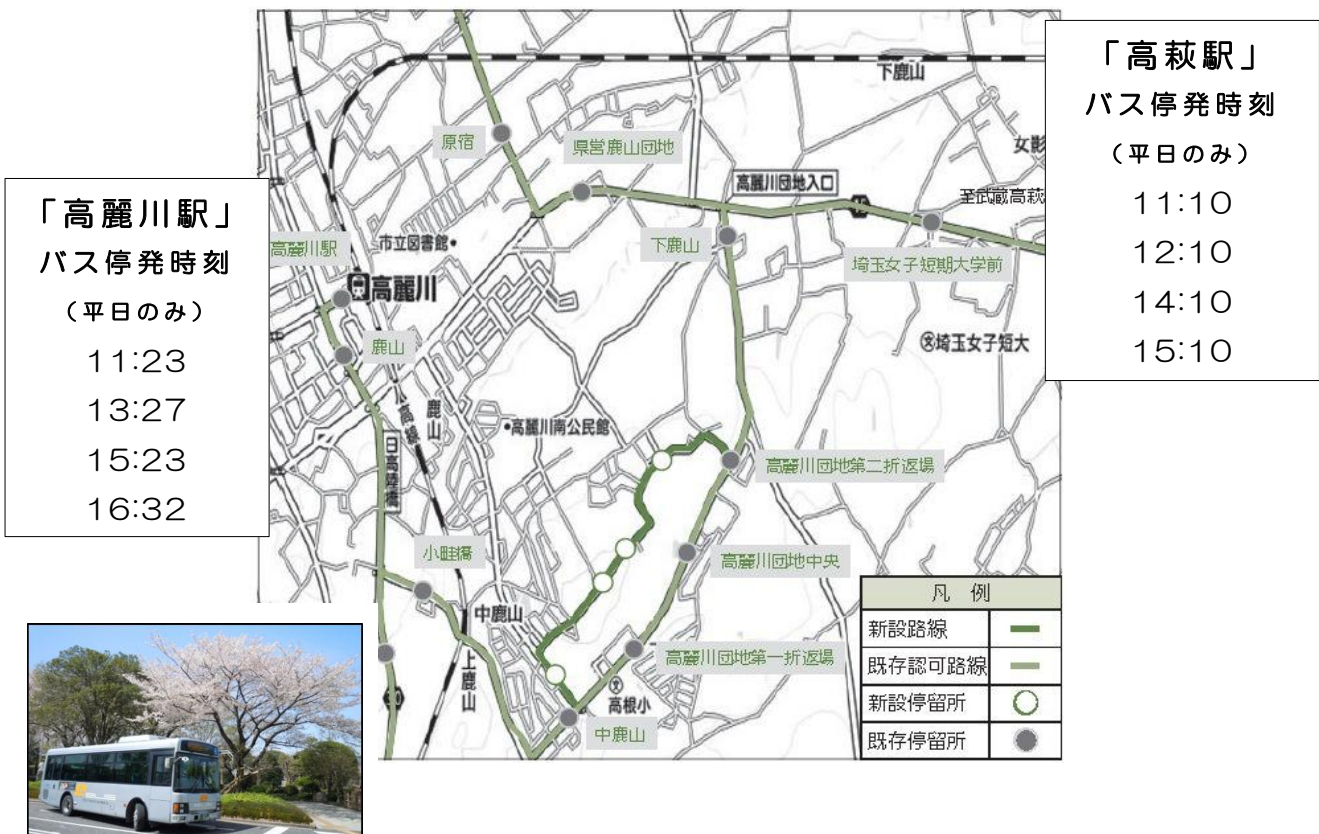 「高麗川駅」
バス停発時刻
(平日のみ)
11:23
13:27
15:23
16:32
下鹿山
原宿
県営鹿山団地
女影
高麗川団地入口
15
至武蔵高萩
高麗川駅
市立図書館
下鹿山
埼玉女子短期大学前
高麗川
鹿山
文埼玉女子短大
小高線
鹿山
高麗川南公民館
日高陸橋
高麗川団地第二折返場
小畦橋
高麗川団地中央
中鹿山
上鹿山
高麗川団地第一折返場
文
高根小
30
中鹿山
凡 例
新設路線
既存認可路線
新設停留所
既存停留所
「高萩駅」
バス停発時刻
(平日のみ)
11:10
12:10
14:10
15:10